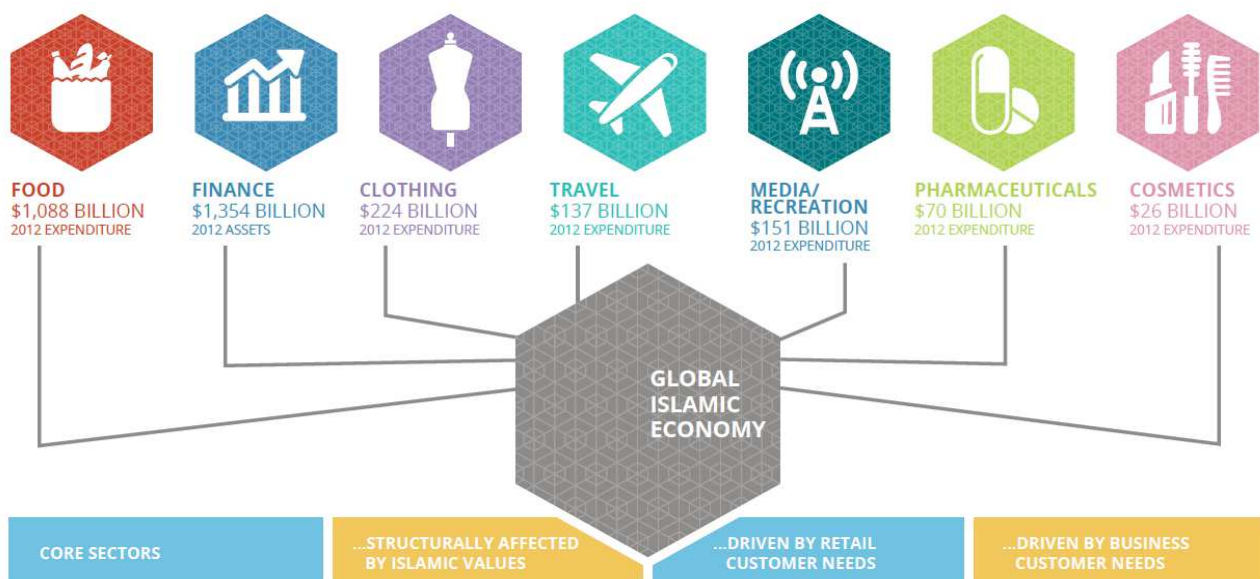 FOOD
$1,088 BILLION
2012 EXPENDITURE
FINANCE
$1,354 BILLION
2012 ASSETS
CLOTHING
$224 BILLION
2012 EXPENDITURE
TRAVEL
$137 BILLION
2012 EXPENDITURE
MEDIA/
RECREATION
$151 BILLION
2012 EXPENDITURE
PHARMACEUTICALS
$70 BILLION
2012 EXPENDITURE
COSMETICS
$26 BILLION
2012 EXPENDITURE
GLOBAL
ISLAMIC
ECONOMY
CORE SECTORS
...STRUCTURALLY AFFECTED
BY ISLAMIC VALUES
...DRIVEN BY RETAIL
CUSTOMER NEEDS
...DRIVEN BY BUSINESS
CUSTOMER NEEDS